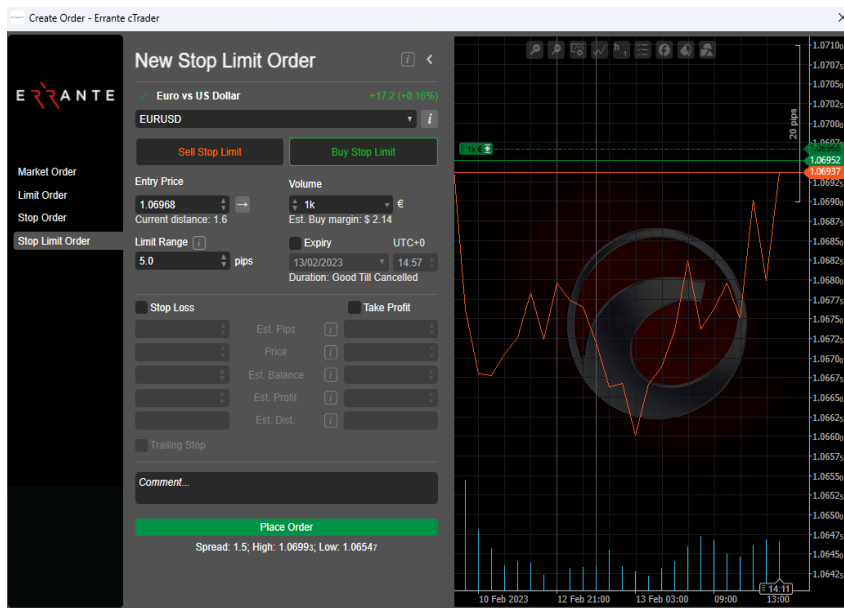 Create Order - Errante cTrader
ERRANTE
Market Order
Limit Order
Stop Order
Stop Limit Order
New Stop Limit Order
Euro vs US Dollar +17.2 (+0.16%)
EURUSD
Sell Stop Limit Buy Stop Limit
Entry Price Volume
1.06968 1k €
Current distance: 1.6 Est. Buy margin: $ 2.14
Limit Range Expiry UTC+0
5.0 pips 13/02/2023 14:57
Duration: Good Till Cancelled
Stop Loss Take Profit
Est. Pips
Price
Est. Balance
Est. Profit
Est. Dist.
Trailing Stop
Comment...
Place Order
Spread: 1.5; High: 1.06993; Low: 1.06547
h1
20 pips
1k €
1.07100
1.07075
1.07050
1.07025
1.07000
1.06968
1.06952
1.06937
1.06925
1.06900
1.06875
1.06850
1.06825
1.06800
1.06775
1.06750
1.06725
1.06700
1.06675
1.06650
1.06625
1.06600
1.06575
1.06550
1.06525
1.06500
1.06475
1.06450
1.06425
14:11
10 Feb 2023 12 Feb 21:00 13 Feb 03:00 09:00 13:00